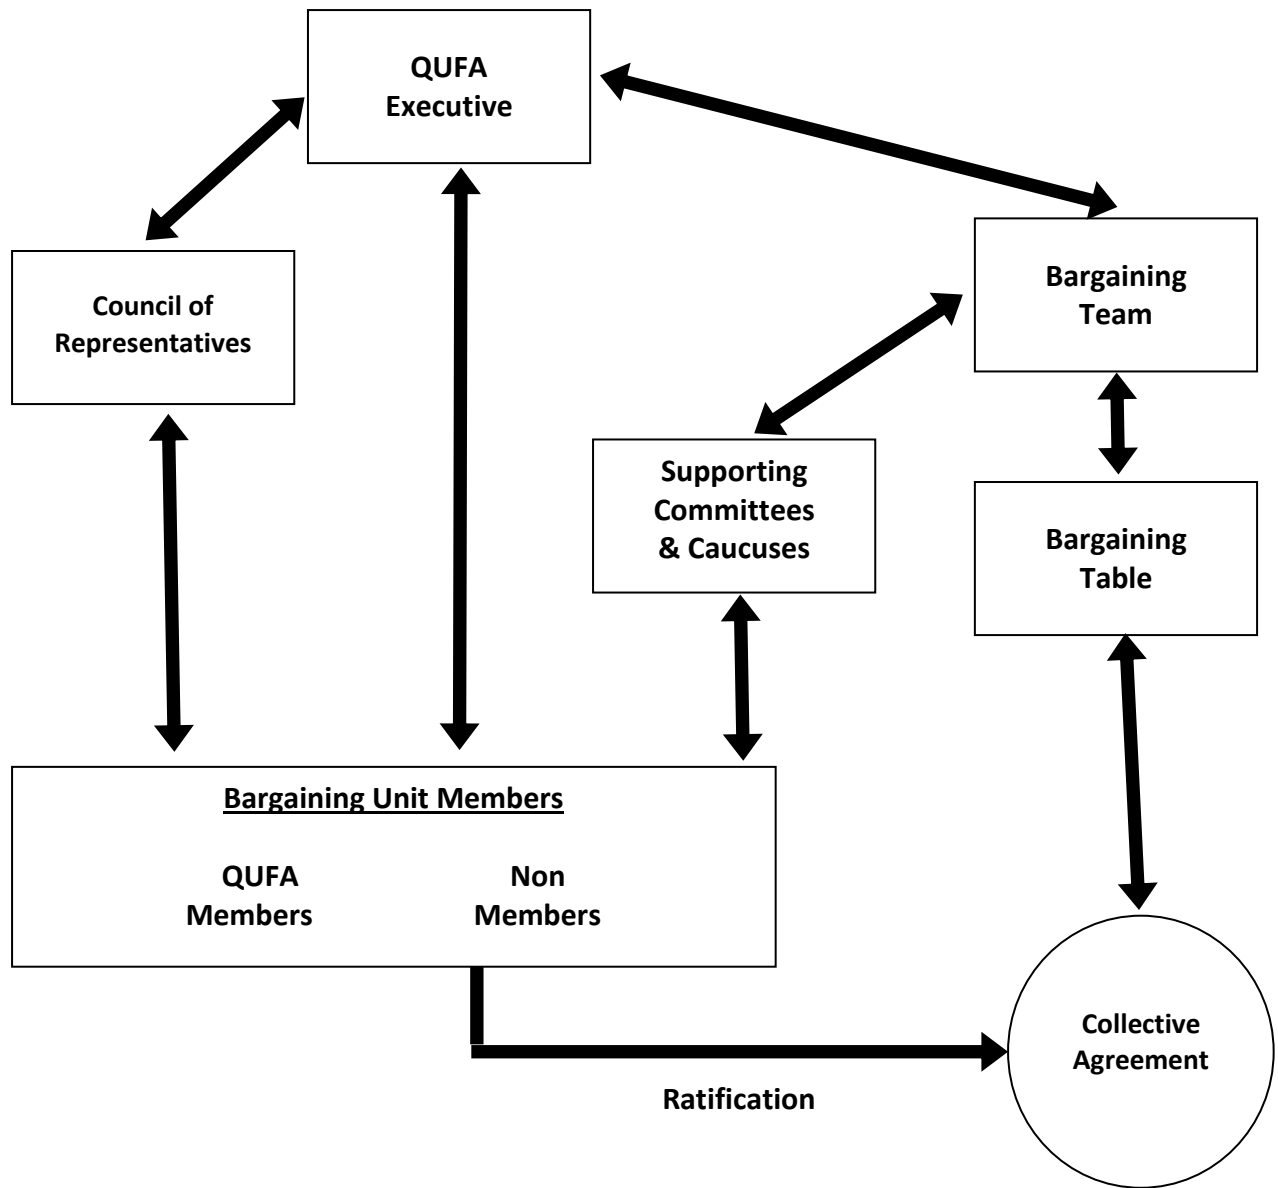 QUFA
Executive
Council of
Representatives
Bargaining
Team
Supporting
Committees
& Caucuses
Bargaining
Table
Bargaining Unit Members
QUFA
Members
Non
Members
Collective
Agreement
Ratification